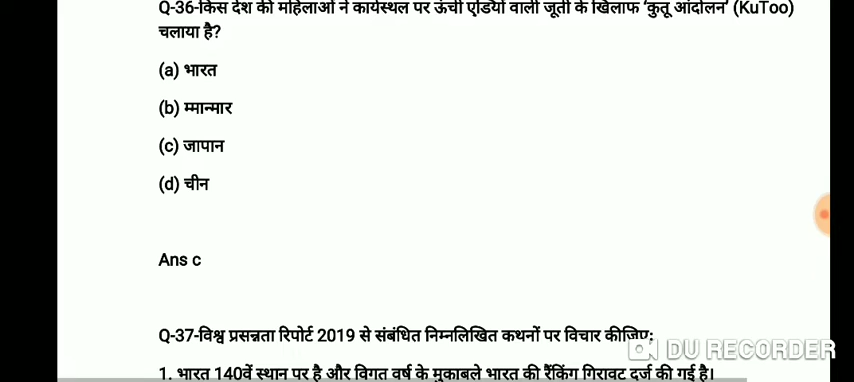 Q-36-किस देश की महिलाओं ने कार्यस्थल पर ऊंची एड़ियों वाली जूतों के खिलाफ 'कुतू आंदोलन' (KuToo)
चलाया है?
(a) भारत
(b) म्मान्मार
(c) जापान
(d) चीन
Ans c
Q-37-विश्व प्रसन्नता रिपोर्ट 2019 से संबंधित निम्नलिखित कथनों पर विचार कीजिए:
DU RECORDER
1. भारत 140वें स्थान पर है और विगत वर्ष के मुकाबले भारत की रैंकिंग गिरावट दर्ज की गई है।